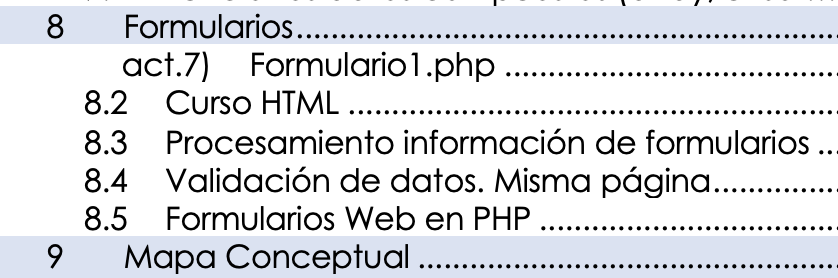 8 Formularios..............................................................
act.7) Formulario1.php .......................................
8.2 Curso HTML .........................................................
8.3 Procesamiento información de formularios ..
8.4 Validación de datos. Misma página..............
8.5 Formularios Web en PHP ...................................
9 Mapa Conceptual ................................................